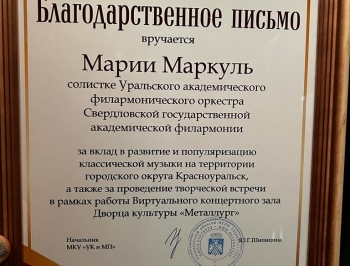 Благодарственное письмо
вручается
Марии Маркуль
солистке Уральского академического
филармонического оркестра
Свердловской государственной
академической филармонии
за вклад в развитие и популяризацию
классической музыки на территории
городского округа Красноуральск,
а также за проведение творческой встречи
в рамках работы Виртуального концертного зала
Дворца культуры «Металлург»
Начальник
МКУ «УК и МП»
Ю.Г.Шипицина